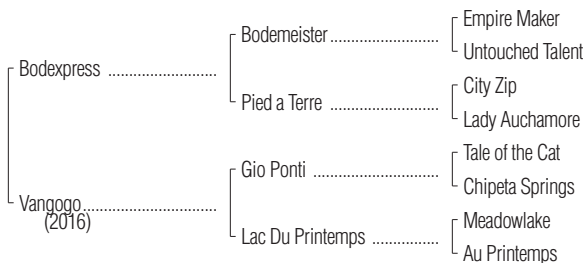 Empire Maker
Bodemeister
Untouched Talent
Bodexpress
City Zip
Pied a Terre
Lady Auchamore
Tale of the Cat
Gio Ponti
Chipeta Springs
Vangogo
(2016)
Meadowlake
Lac Du Printemps
Au Printemps